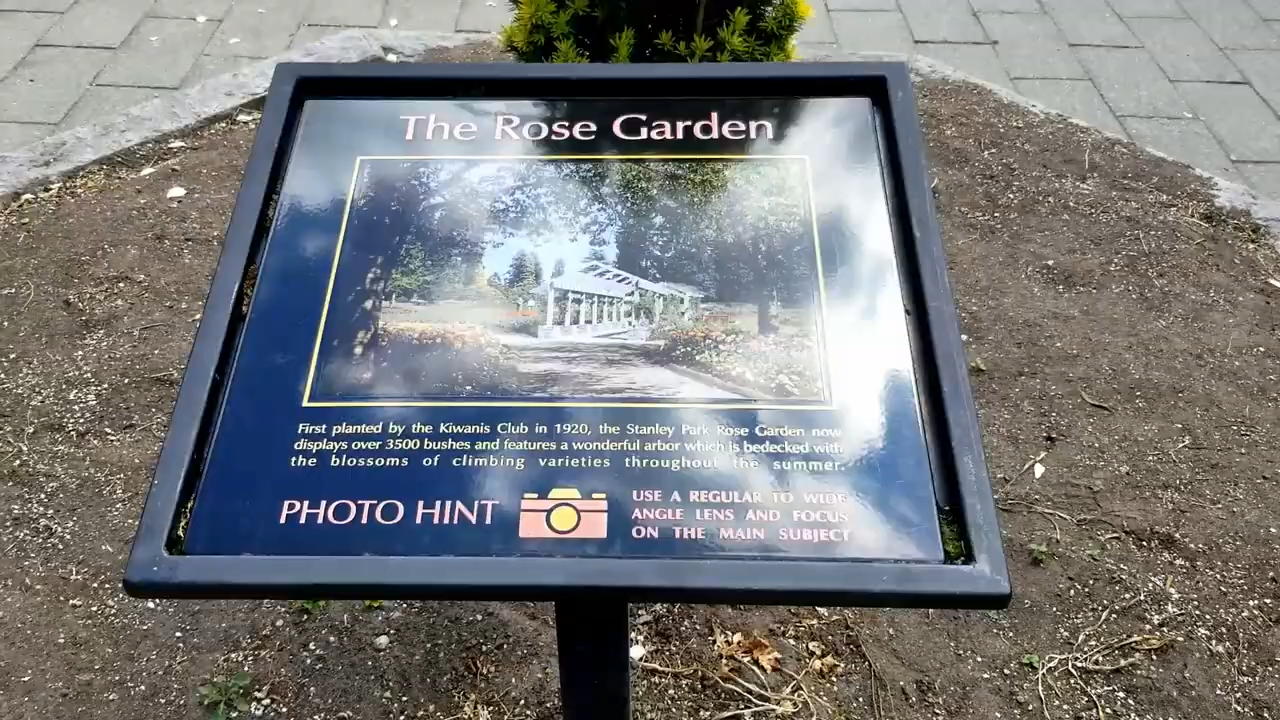 The Rose Garden
First planted by the Kiwanis Club in 1920, the Stanley Park Rose Garden now
displays over 3500 bushes and features a wonderful arbor which is bedecked with
the blossoms of climbing varieties throughout the summer.
PHOTO HINT
USE A REGULAR TO WIDE
ANGLE LENS AND FOCUS
ON THE MAIN SUBJECT